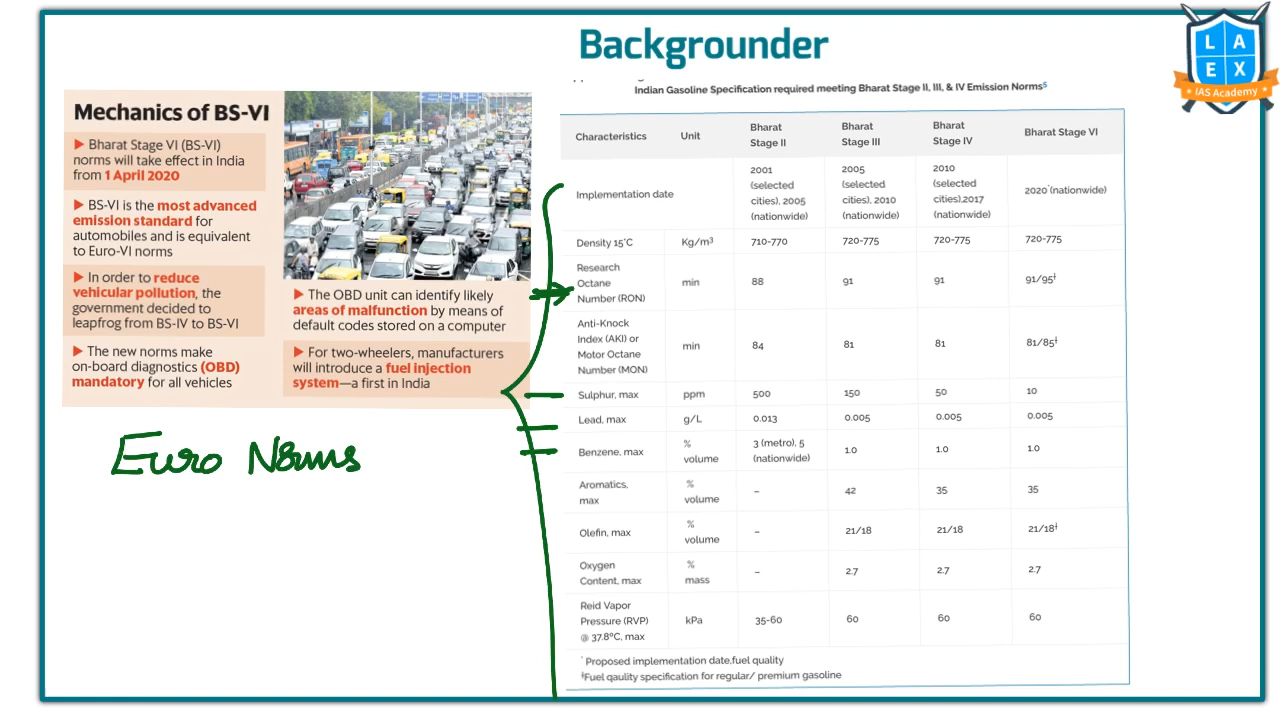 Backgrounder
L A
E X
IAS Academy
Mechanics of BS-VI
▶ Bharat Stage VI (BS-VI)
norms will take effect in India
from 1 April 2020
▶ BS-VI is the most advanced
emission standard for
automobiles and is equivalent
to Euro-VI norms
▶ In order to reduce
vehicular pollution, the
government decided to
leapfrog from BS-IV to BS-VI
▶ The new norms make
on-board diagnostics (OBD)
mandatory for all vehicles
▶ The OBD unit can identify likely
areas of malfunction by means of
default codes stored on a computer
▶ For two-wheelers, manufacturers
will introduce a fuel injection
system—a first in India
Euro Norms
Indian Gasoline Specification required meeting Bharat Stage II, III, & IV Emission Norms$
Characteristics Unit Bharat Stage II Bharat Stage III Bharat Stage IV Bharat Stage VI
Implementation date 2001 (selected cities), 2005 (nationwide) 2005 (selected cities), 2010 (nationwide) 2010 (selected cities),2017 (nationwide) 2020*(nationwide)
Density 15°C Kg/m³ 710-770 720-775 720-775 720-775
Research Octane Number (RON) min 88 91 91 91/95‡
Anti-Knock Index (AKI) or Motor Octane Number (MON) min 84 81 81 81/85‡
Sulphur, max ppm 500 150 50 10
Lead, max g/L 0.013 0.005 0.005 0.005
Benzene, max % volume 3 (metro), 5 (nationwide) 1.0 1.0 1.0
Aromatics, max % volume – 42 35 35
Olefin, max % volume – 21/18 21/18 21/18‡
Oxygen Content, max % mass – 2.7 2.7 2.7
Reid Vapor Pressure (RVP) @ 37.8ºC, max kPa 35-60 60 60 60
* Proposed implementation date,fuel quality
‡Fuel qaulity specification for regular/ premium gasoline